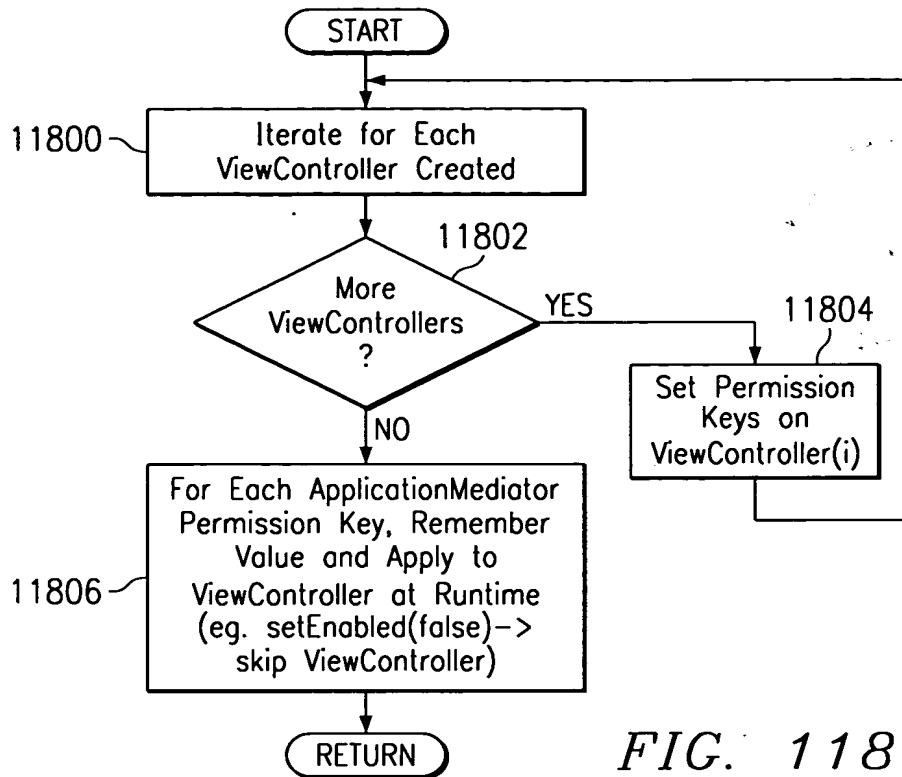 START
11800
Iterate for Each
ViewController Created
11802
More
ViewControllers
?
YES
11804
Set Permission
Keys on
ViewController(i)
NO
11806
For Each ApplicationMediator
Permission Key, Remember
Value and Apply to
ViewController at Runtime
(eg. setEnabled(false)->
skip ViewController)
RETURN
FIG. 118